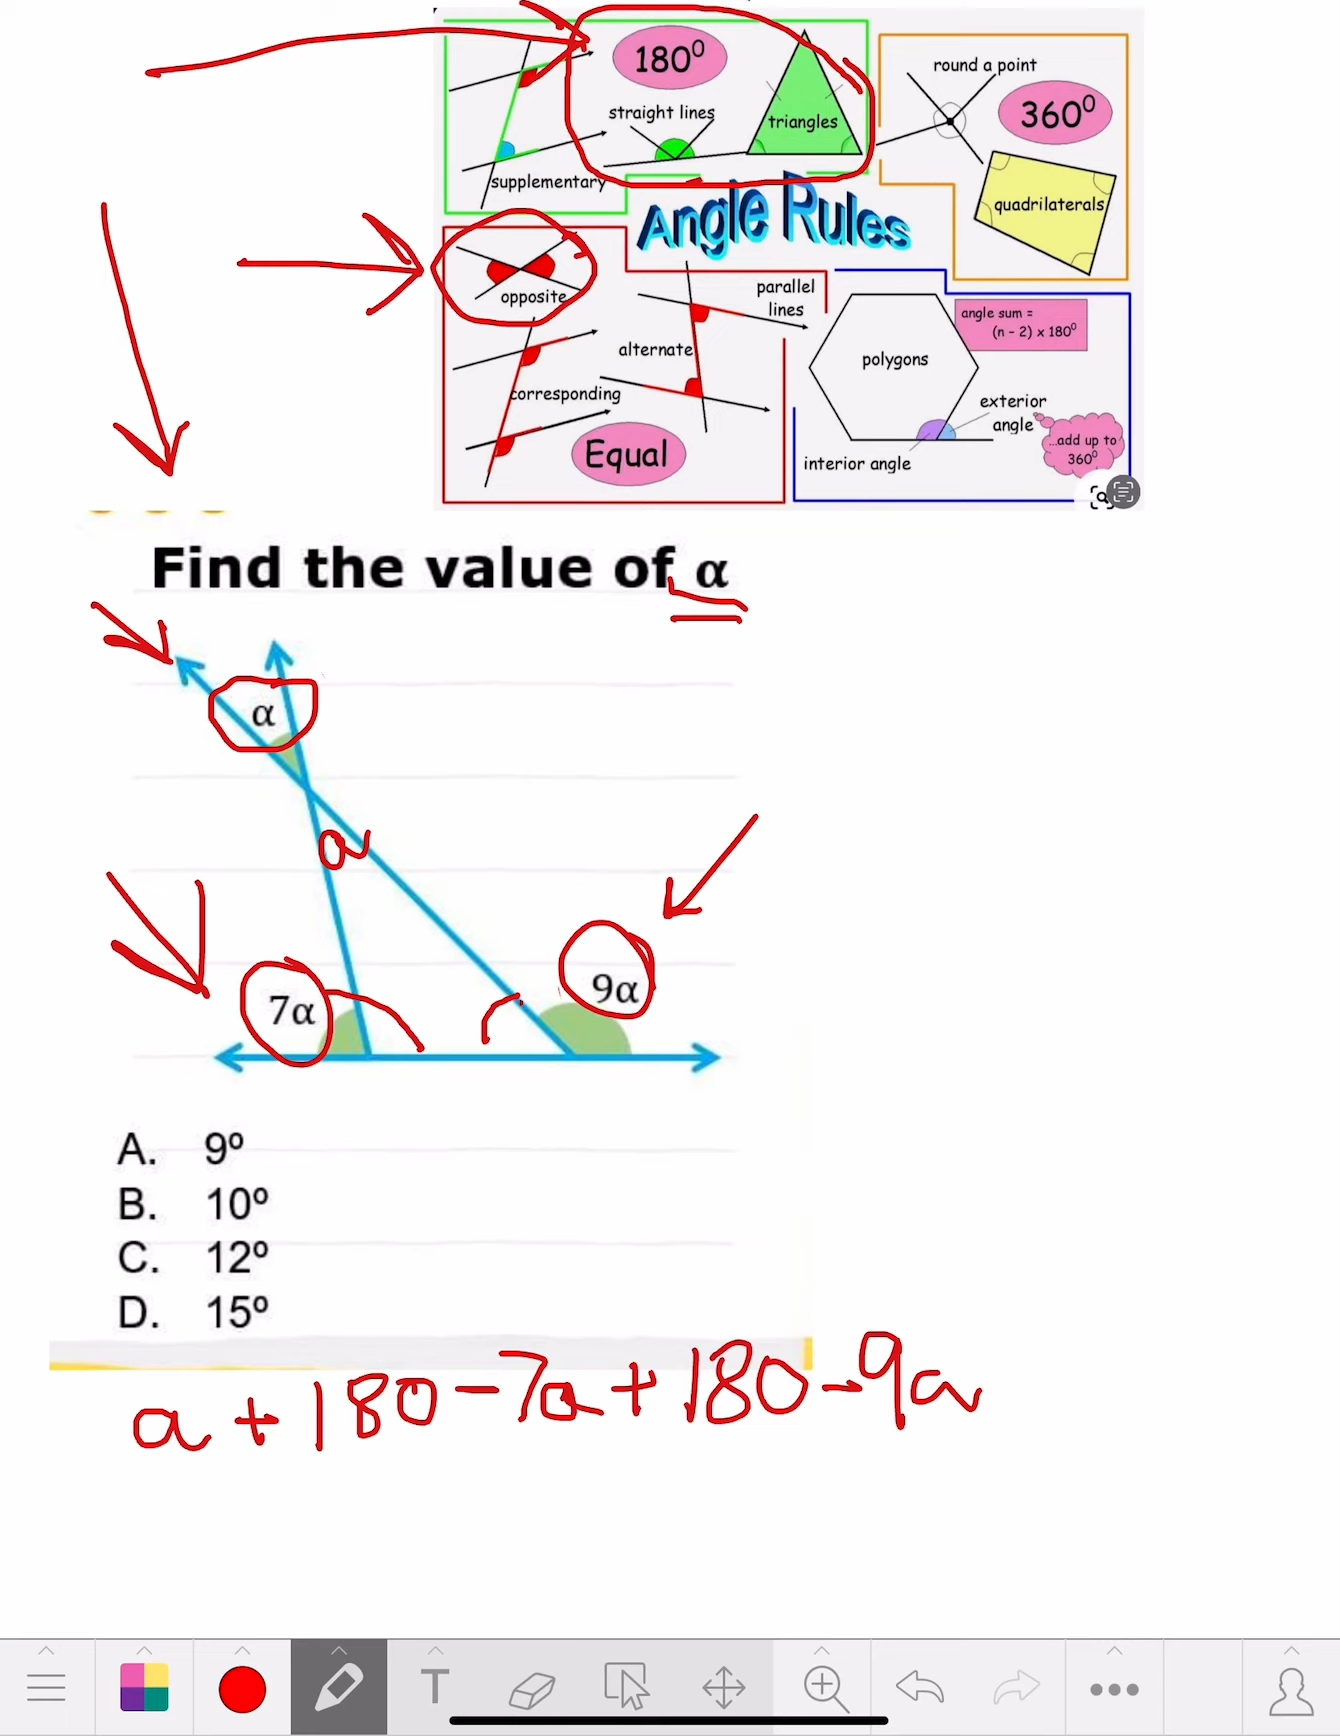 180⁰
straight lines
triangles
supplementary
round a point
360⁰
quadrilaterals
Angle Rules
opposite
parallel
lines
alternate
corresponding
Equal
polygons
angle sum =
(n - 2) x 180⁰
exterior
angle
interior angle
...add up to
360⁰
Find the value of α
α
a
7α
9α
A. 9º
B. 10º
C. 12º
D. 15º
a + 180 - 7a + 180 - 9a
T